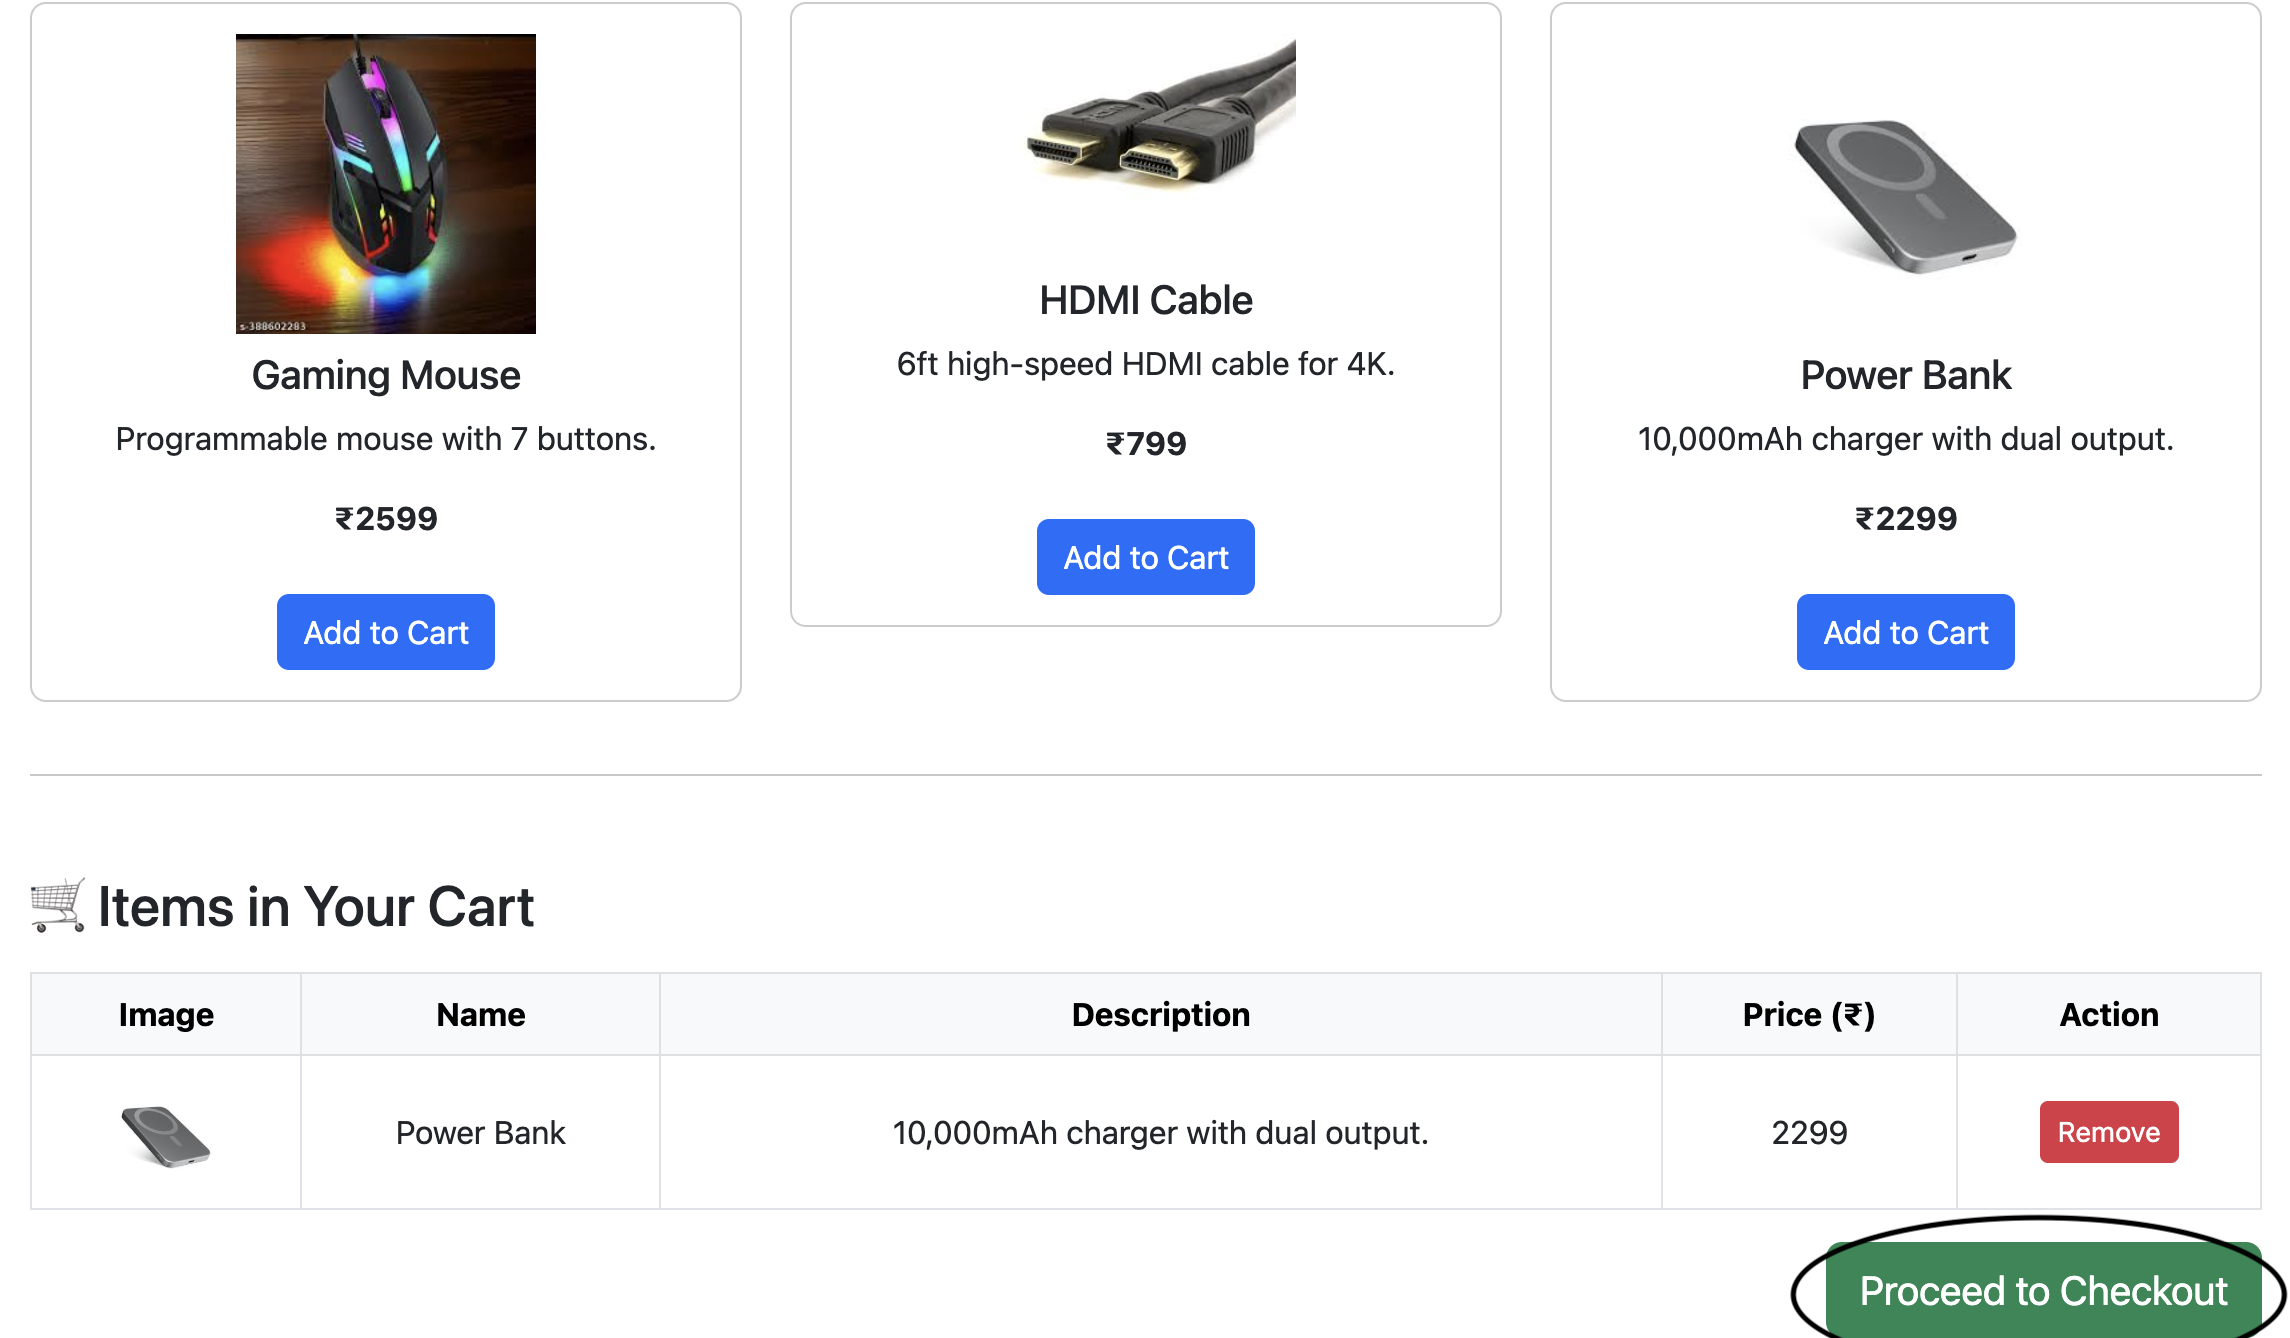 s-388602283
Gaming Mouse
Programmable mouse with 7 buttons.
₹2599
Add to Cart
HDMI Cable
6ft high-speed HDMI cable for 4K.
₹799
Add to Cart
Power Bank
10,000mAh charger with dual output.
₹2299
Add to Cart
Items in Your Cart
Image Name Description Price (₹) Action
Power Bank 10,000mAh charger with dual output. 2299 Remove
Proceed to Checkout